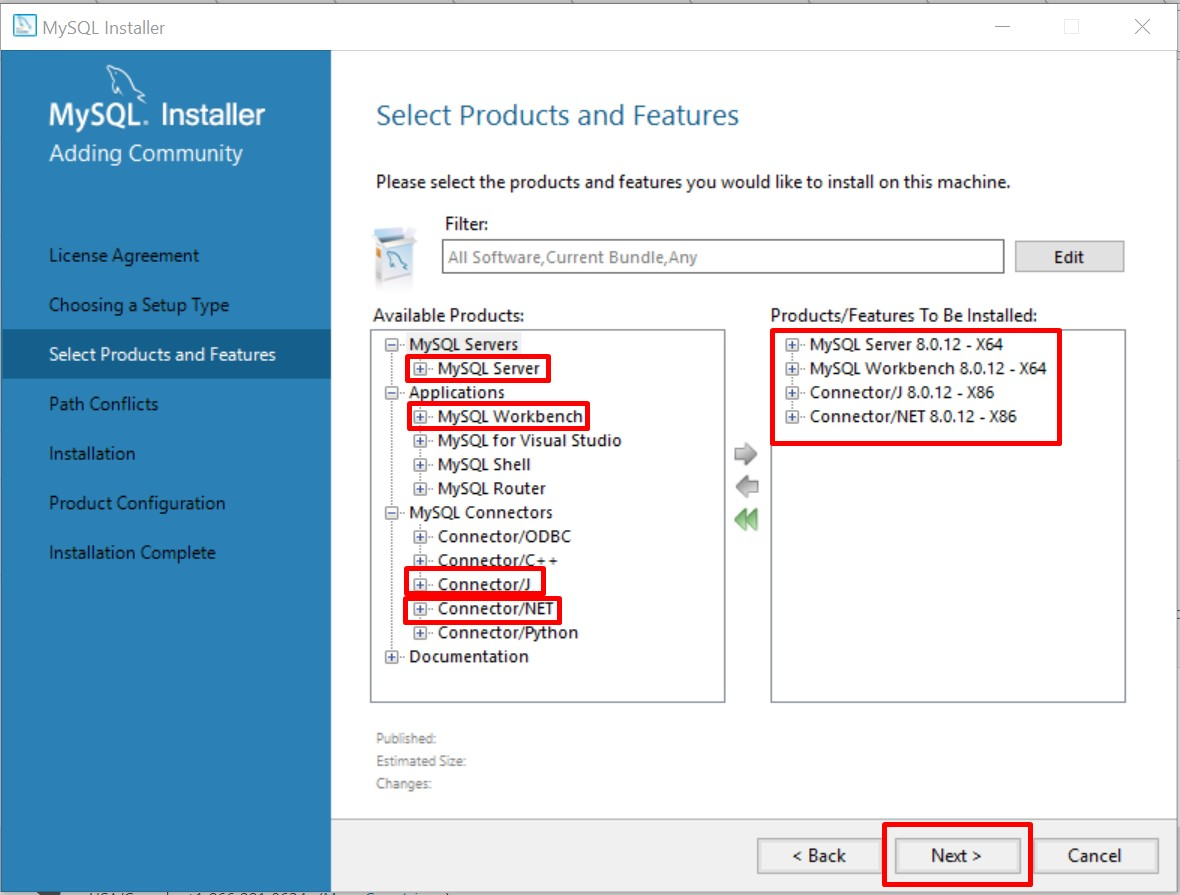 MySQL Installer
MySQL. Installer
Adding Community
License Agreement
Choosing a Setup Type
Select Products and Features
Path Conflicts
Installation
Product Configuration
Installation Complete
Select Products and Features
Please select the products and features you would like to install on this machine.
Filter:
All Software,Current Bundle,Any
Edit
Available Products:
MySQL Servers
MySQL Server
Applications
MySQL Workbench
MySQL for Visual Studio
MySQL Shell
MySQL Router
MySQL Connectors
Connector/ODBC
Connector/C++
Connector/J
Connector/NET
Connector/Python
Documentation
Products/Features To Be Installed:
MySQL Server 8.0.12 - X64
MySQL Workbench 8.0.12 - X64
Connector/J 8.0.12 - X86
Connector/NET 8.0.12 - X86
Published:
Estimated Size:
Changes:
< Back
Next >
Cancel